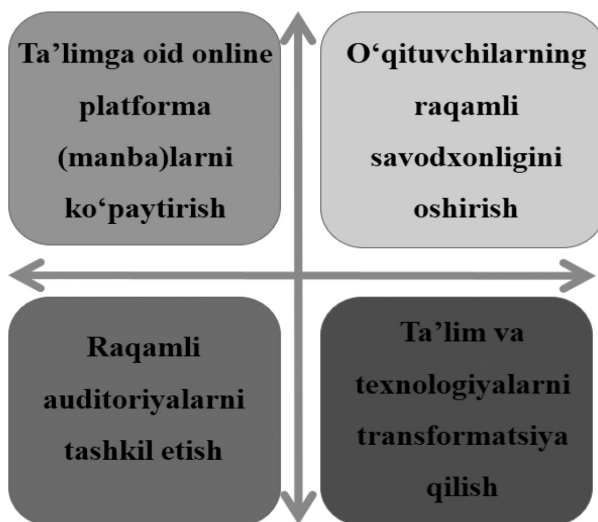 Ta’limga oid online
platforma
(manba)larni
ko‘paytirish
O‘qituvchilarning
raqamli
savodxonligini
oshirish
Raqamli
auditoriyalarni
tashkil etish
Ta’lim va
texnologiyalarni
transformatsiya
qilish